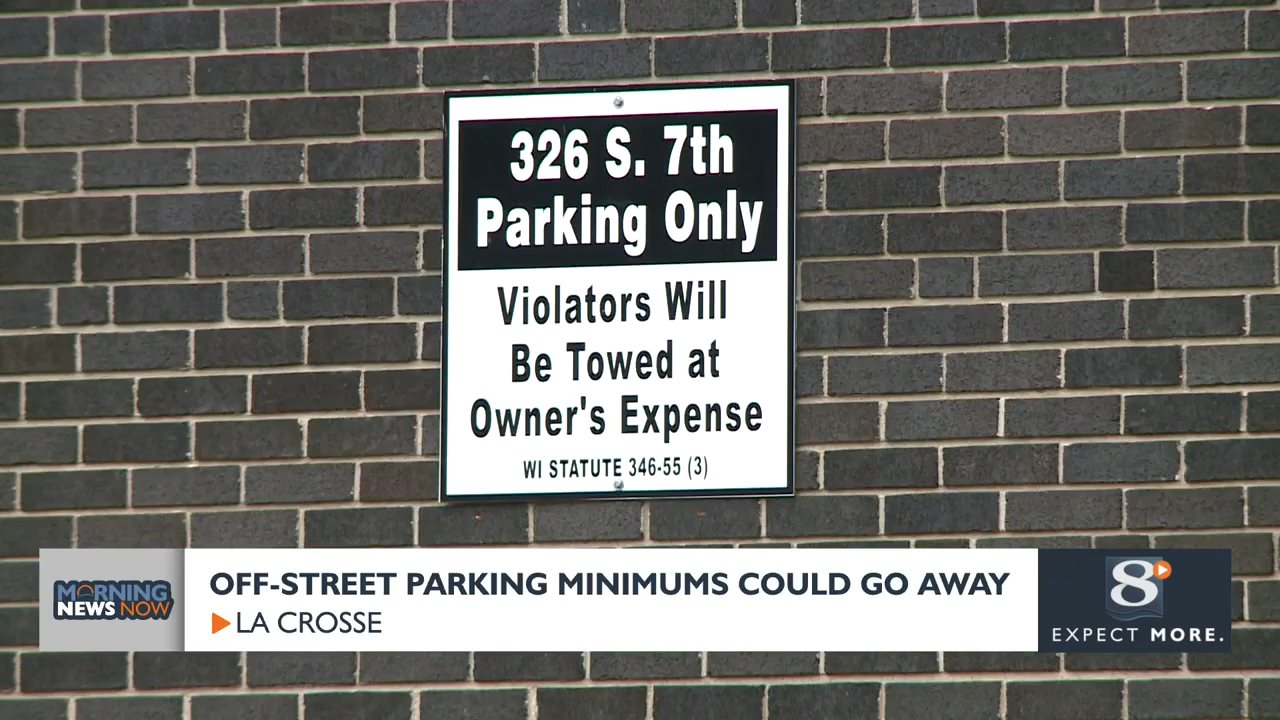 326 S. 7th
Parking Only
Violators Will
Be Towed at
Owner's Expense
WI STATUTE 346-55 (3)
MORNING
NEWS NOW
OFF-STREET PARKING MINIMUMS COULD GO AWAY
LA CROSSE
8
EXPECT MORE.